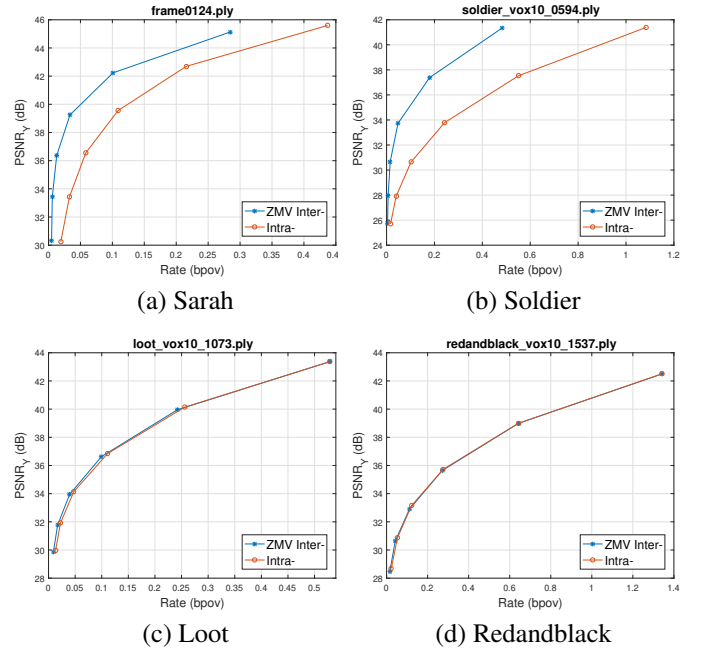 frame0124.ply
46
44
42
40
38
36
34
32
30
PSNR_Y (dB)
0 0.05 0.1 0.15 0.2 0.25 0.3 0.35 0.4
Rate (bpov)
ZMV Inter-
Intra-
(a) Sarah
soldier_vox10_0594.ply
42
40
38
36
34
32
30
28
26
24
PSNR_Y (dB)
0 0.2 0.4 0.6 0.8 1 1.2
Rate (bpov)
ZMV Inter-
Intra-
(b) Soldier
loot_vox10_1073.ply
44
42
40
38
36
34
32
30
28
PSNR_Y (dB)
0 0.05 0.1 0.15 0.2 0.25 0.3 0.35 0.4 0.45 0.5
Rate (bpov)
ZMV Inter-
Intra-
(c) Loot
redandblack_vox10_1537.ply
44
42
40
38
36
34
32
30
28
PSNR_Y (dB)
0 0.2 0.4 0.6 0.8 1 1.2 1.4
Rate (bpov)
ZMV Inter-
Intra-
(d) Redandblack